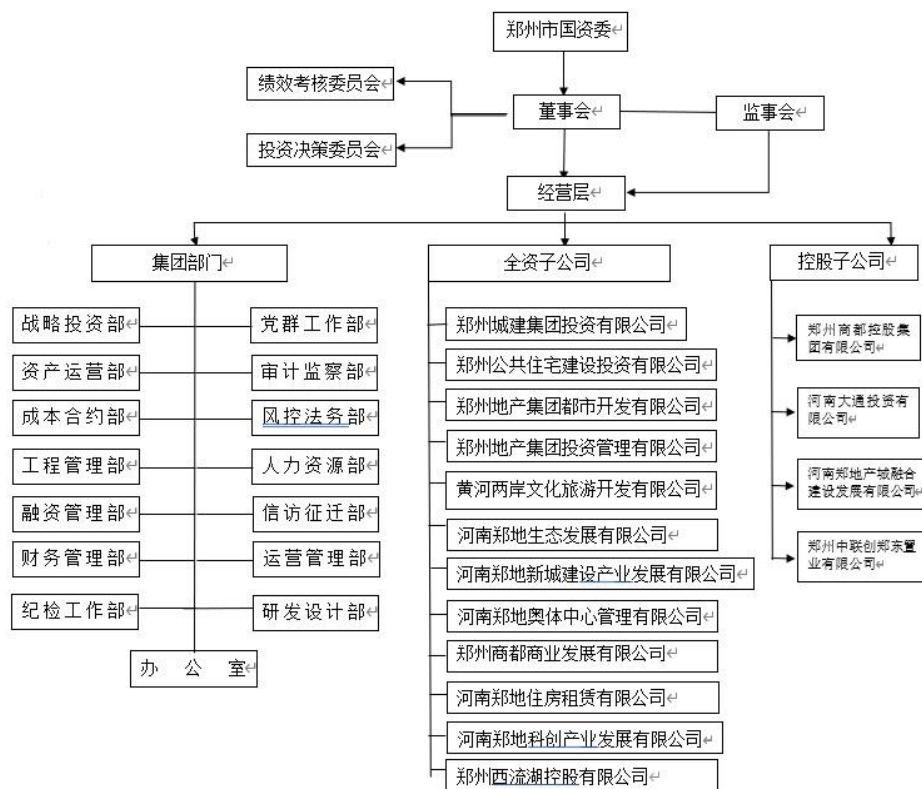 郑州市国资委
绩效考核委员会
董事会
监事会
投资决策委员会
经营层
集团部门
全资子公司
控股子公司
战略投资部
党群工作部
资产运营部
审计监察部
成本合约部
风控法务部
工程管理部
人力资源部
融资管理部
信访征迁部
财务管理部
运营管理部
纪检工作部
研发设计部
办公室
郑州城建集团投资有限公司
郑州公共住宅建设投资有限公司
郑州地产集团都市开发有限公司
郑州地产集团投资管理有限公司
黄河两岸文化旅游开发有限公司
河南郑地生态发展有限公司
河南郑地新城建设产业发展有限公司
河南郑地奥体中心管理有限公司
郑州商都商业发展有限公司
河南郑地住房租赁有限公司
河南郑地科创产业发展有限公司
郑州西流湖控股有限公司
郑州商都控股集
团有限公司
河南大通投资有
限公司
河南郑地产城融合
建设发展有限公司
郑州中联创郑东置
业有限公司